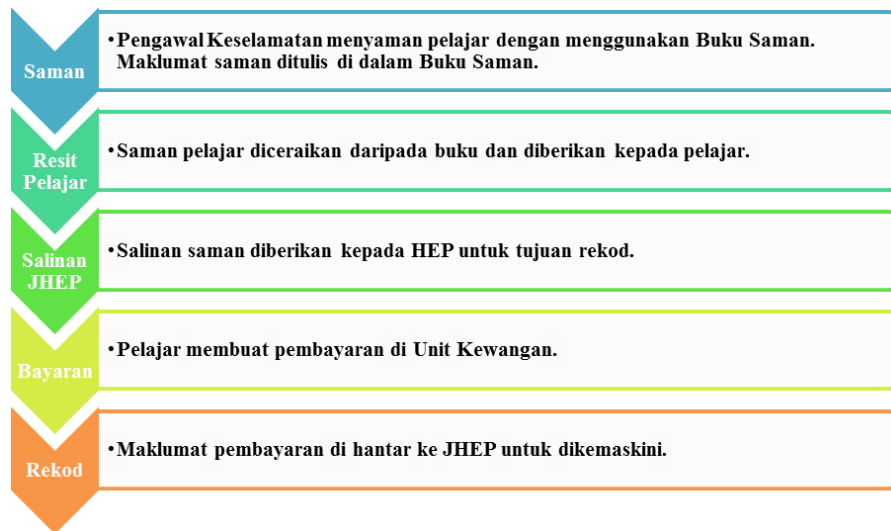 Saman
•Pengawal Keselamatan menyaman pelajar dengan menggunakan Buku Saman.
Maklumat saman ditulis di dalam Buku Saman.
Resit
Pelajar
•Saman pelajar diceraikan daripada buku dan diberikan kepada pelajar.
Salinan
JHEP
•Salinan saman diberikan kepada HEP untuk tujuan rekod.
Bayaran
•Pelajar membuat pembayaran di Unit Kewangan.
Rekod
•Maklumat pembayaran di hantar ke JHEP untuk dikemaskini.